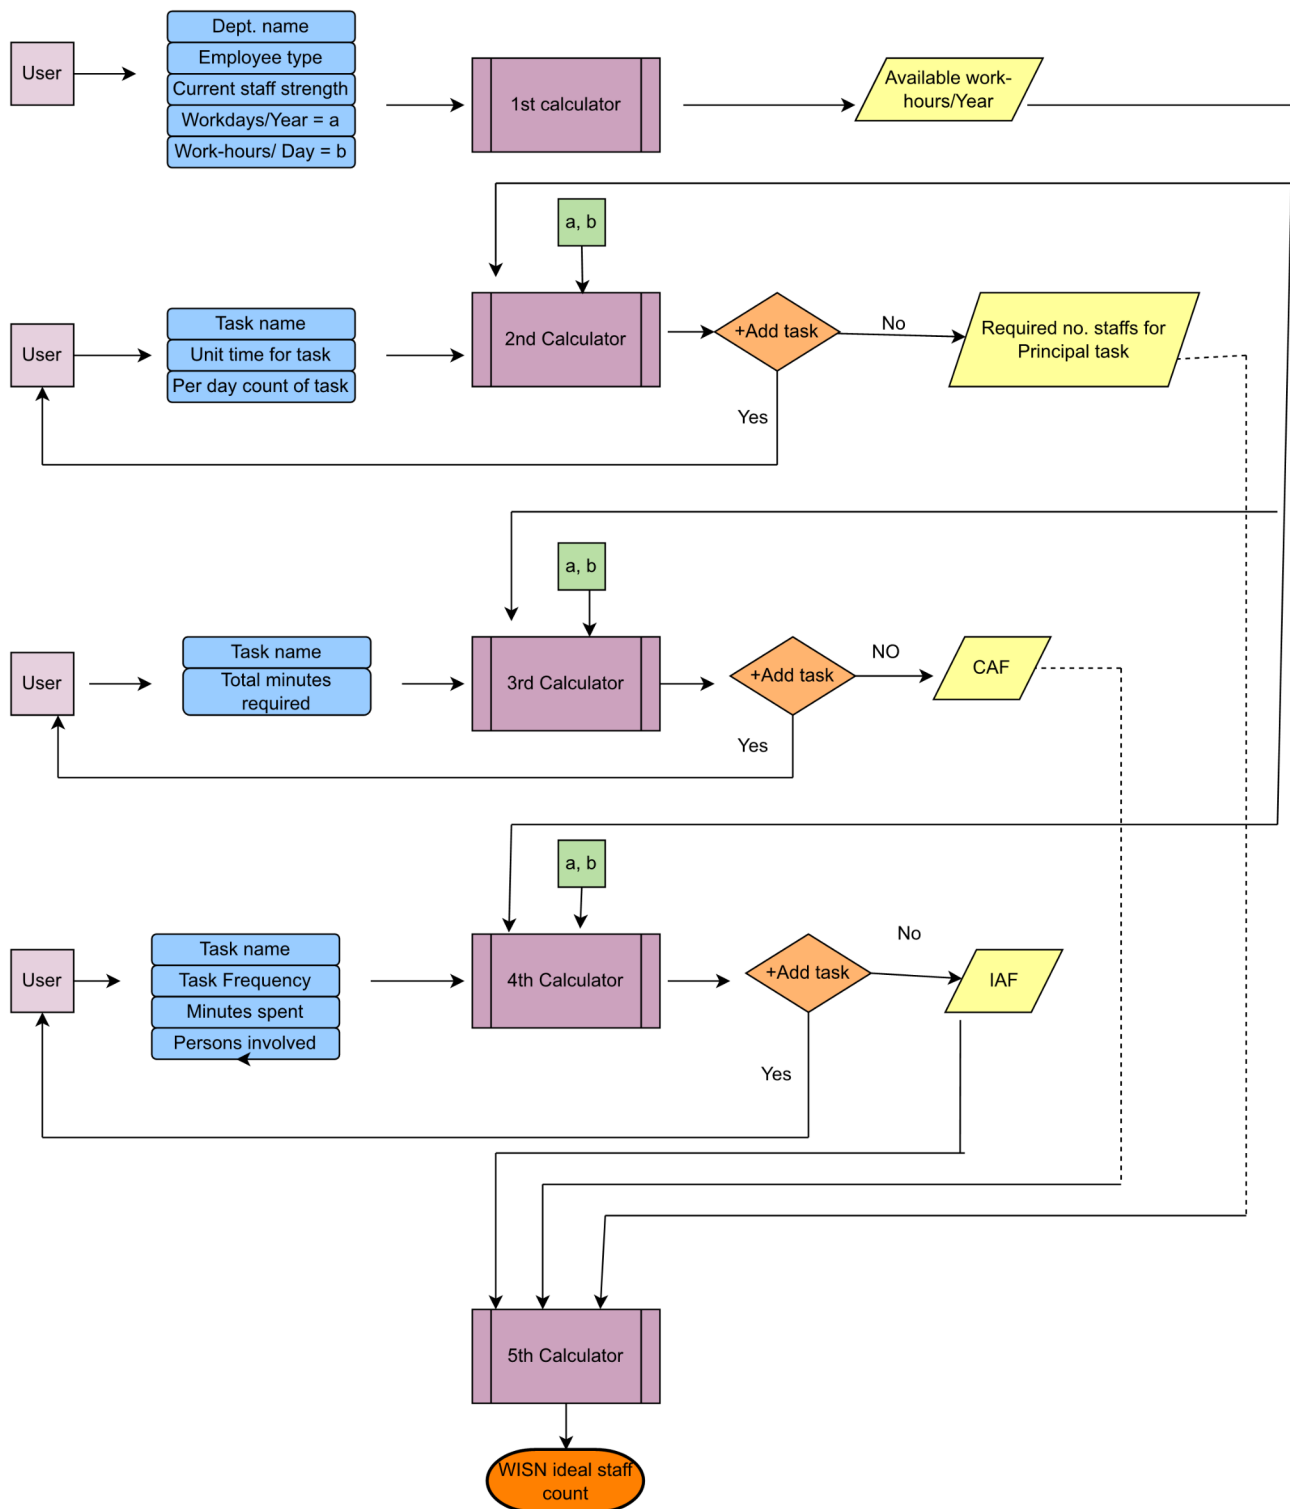 Dept. name
Employee type
Current staff strength
Workdays/Year = a
Work-hours/ Day = b
User
1st calculator
Available work-
hours/Year
a, b
User
Task name
Unit time for task
Per day count of task
2nd Calculator
+Add task
No
Yes
Required no. staffs for
Principal task
a, b
User
Task name
Total minutes
required
3rd Calculator
+Add task
NO
Yes
CAF
a, b
User
Task name
Task Frequency
Minutes spent
Persons involved
4th Calculator
+Add task
No
Yes
IAF
5th Calculator
WISN ideal staff
count